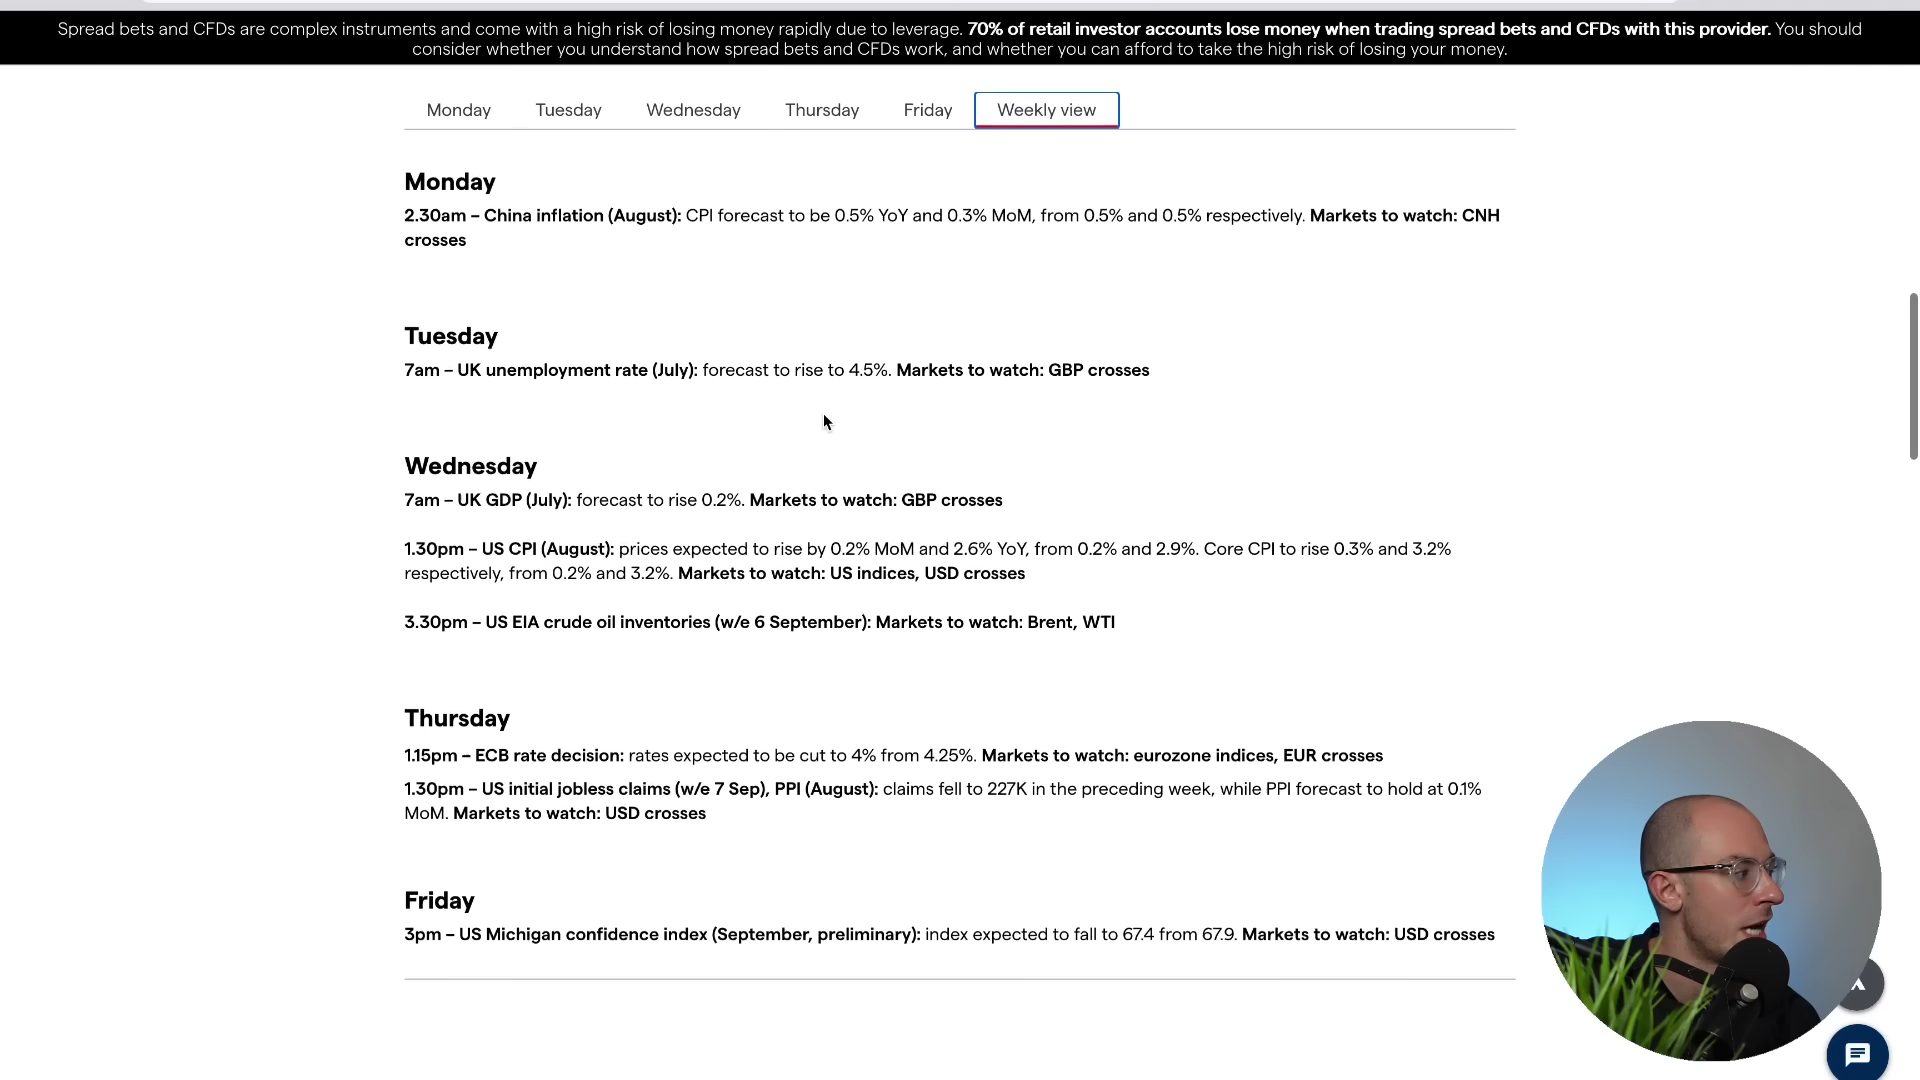 Spread bets and CFDs are complex instruments and come with a high risk of losing money rapidly due to leverage. 70% of retail investor accounts lose money when trading spread bets and CFDs with this provider. You should
consider whether you understand how spread bets and CFDs work, and whether you can afford to take the high risk of losing your money.
Monday Tuesday Wednesday Thursday Friday Weekly view
Monday
2.30am – China inflation (August): CPI forecast to be 0.5% YoY and 0.3% MoM, from 0.5% and 0.5% respectively. Markets to watch: CNH
crosses
Tuesday
7am – UK unemployment rate (July): forecast to rise to 4.5%. Markets to watch: GBP crosses
Wednesday
7am – UK GDP (July): forecast to rise 0.2%. Markets to watch: GBP crosses
1.30pm – US CPI (August): prices expected to rise by 0.2% MoM and 2.6% YoY, from 0.2% and 2.9%. Core CPI to rise 0.3% and 3.2%
respectively, from 0.2% and 3.2%. Markets to watch: US indices, USD crosses
3.30pm – US EIA crude oil inventories (w/e 6 September): Markets to watch: Brent, WTI
Thursday
1.15pm – ECB rate decision: rates expected to be cut to 4% from 4.25%. Markets to watch: eurozone indices, EUR crosses
1.30pm – US initial jobless claims (w/e 7 Sep), PPI (August): claims fell to 227K in the preceding week, while PPI forecast to hold at 0.1%
MoM. Markets to watch: USD crosses
Friday
3pm – US Michigan confidence index (September, preliminary): index expected to fall to 67.4 from 67.9. Markets to watch: USD crosses